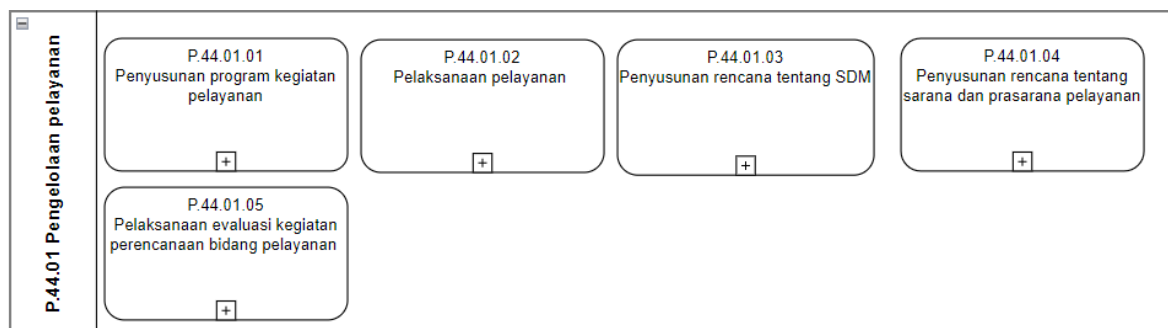 P.44.01 Pengelolaan pelayanan
P.44.01.01
Penyusunan program kegiatan
pelayanan
P.44.01.02
Pelaksanaan pelayanan
P.44.01.03
Penyusunan rencana tentang SDM
P.44.01.04
Penyusunan rencana tentang
sarana dan prasarana pelayanan
P.44.01.05
Pelaksanaan evaluasi kegiatan
perencanaan bidang pelayanan